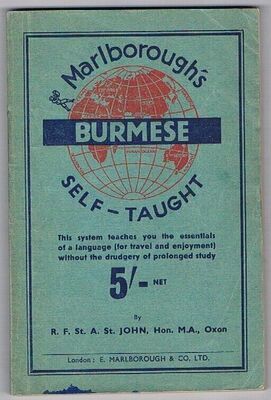 Marlborough's
BURMESE
SELF-TAUGHT
This system teaches you the essentials
of a language (for travel and enjoyment)
without the drudgery of prolonged study
5/- NET
By
R. F. St. A. St. JOHN, Hon. M.A., Oxon
London: E. MARLBOROUGH & CO., LTD.